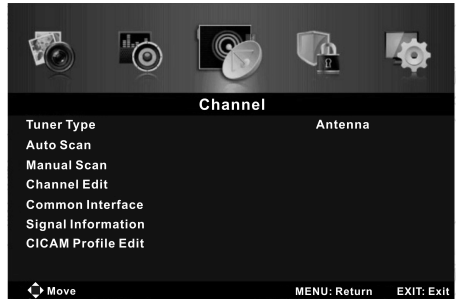 Channel
Tuner Type Antenna
Auto Scan
Manual Scan
Channel Edit
Common Interface
Signal Information
CICAM Profile Edit
Move MENU: Return EXIT: Exit